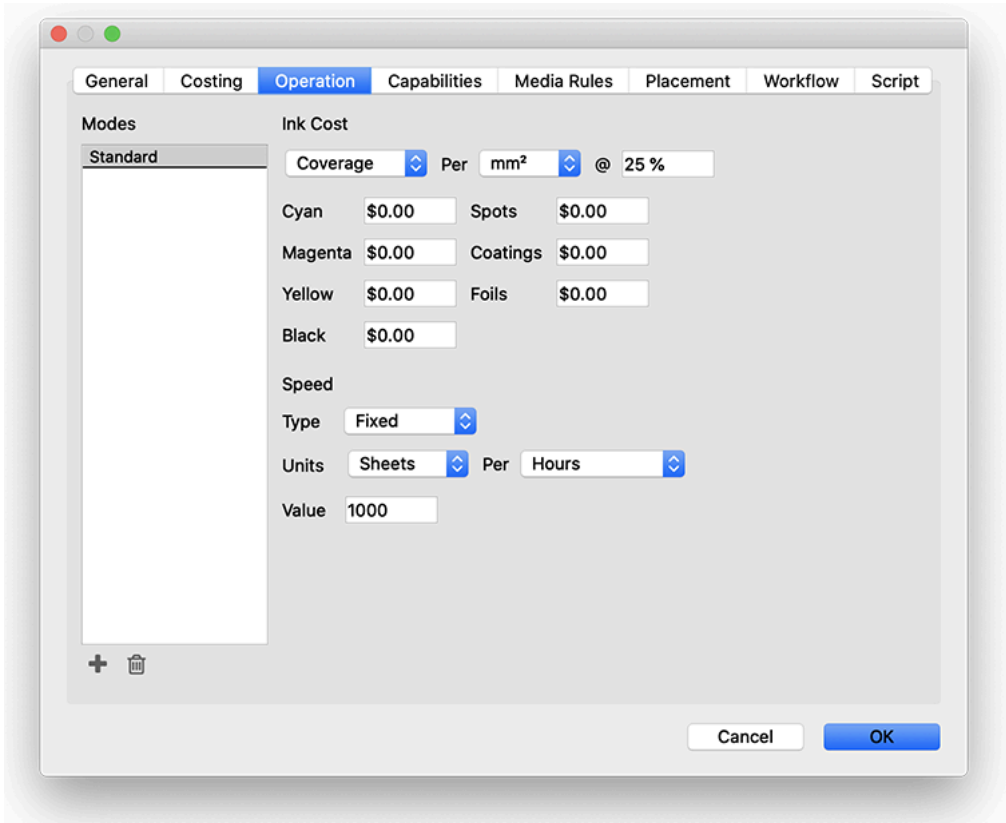 General Costing Operation Capabilities Media Rules Placement Workflow Script
Modes
Standard
Ink Cost
Coverage Per mm² @ 25 %
Cyan $0.00 Spots $0.00
Magenta $0.00 Coatings $0.00
Yellow $0.00 Foils $0.00
Black $0.00
Speed
Type Fixed
Units Sheets Per Hours
Value 1000
Cancel OK